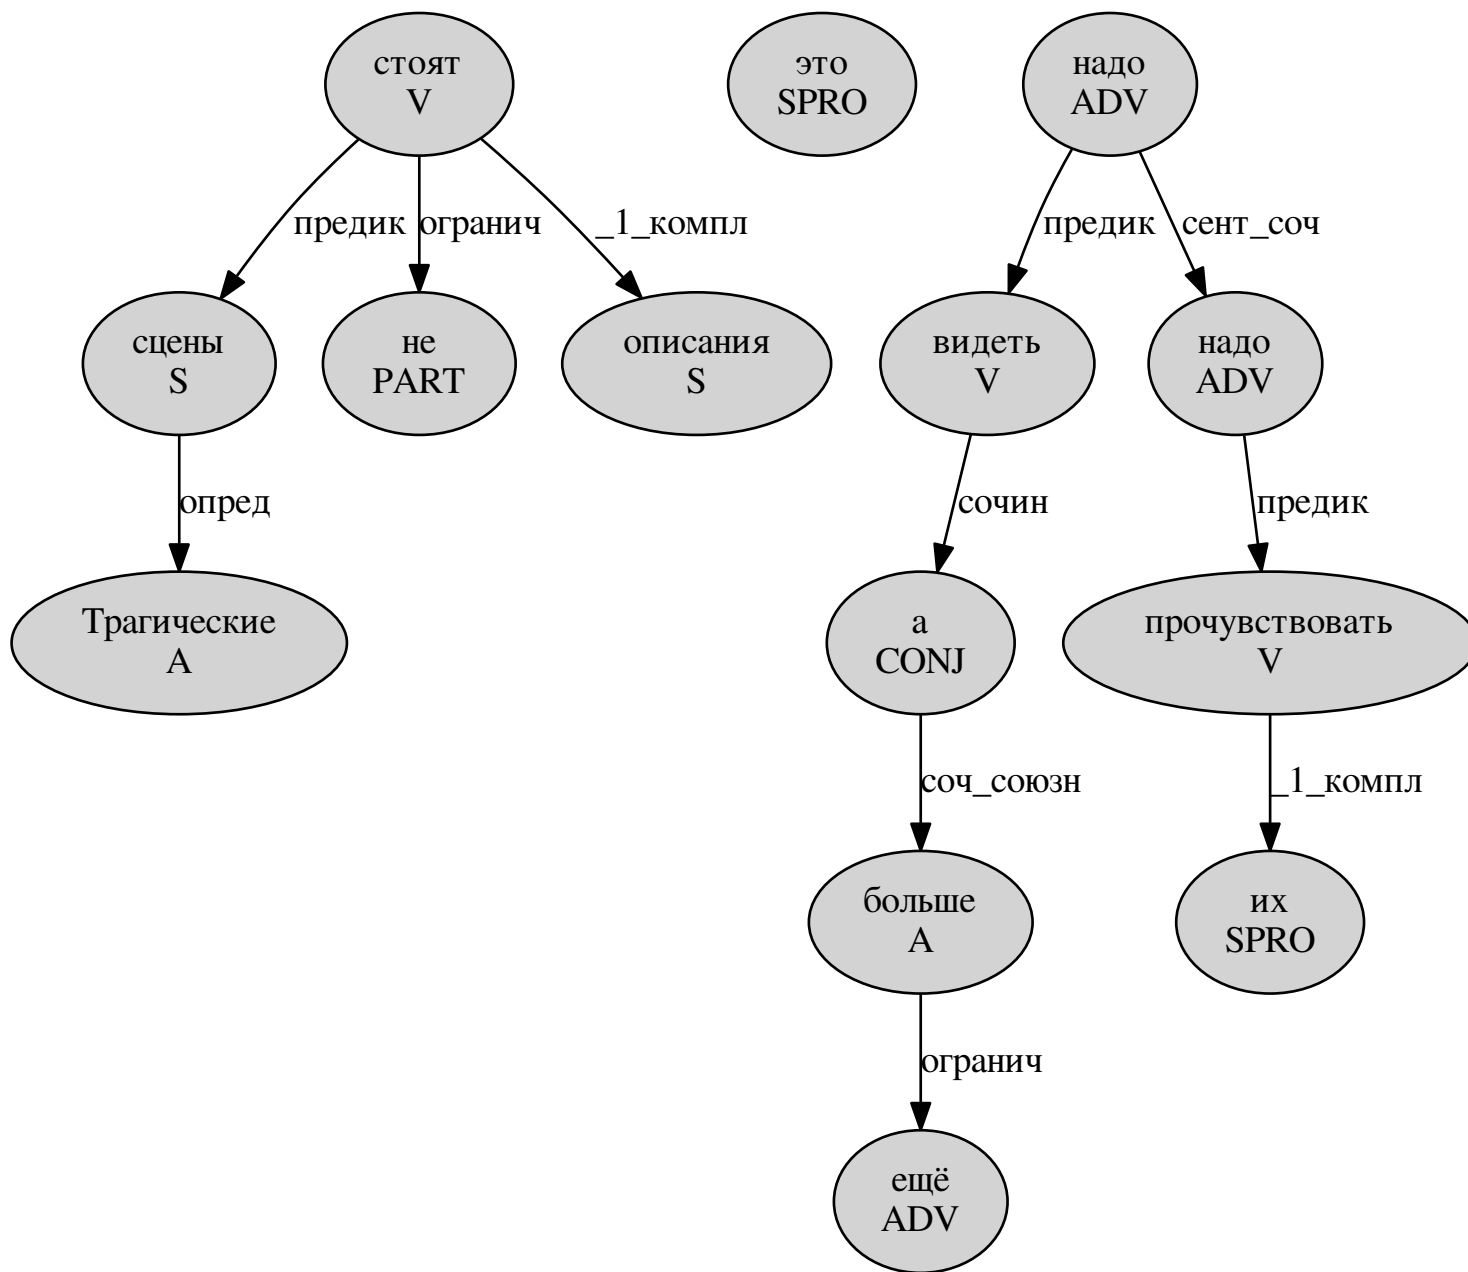 стоят
V
это
SPRO
надо
ADV
предик
огранич
_1_компл
предик
сент_соч
сцены
S
не
PART
описания
S
видеть
V
надо
ADV
опред
сочин
предик
Трагические
A
а
CONJ
прочувствовать
V
соч_союзн
_1_компл
больше
A
их
SPRO
огранич
ещё
ADV